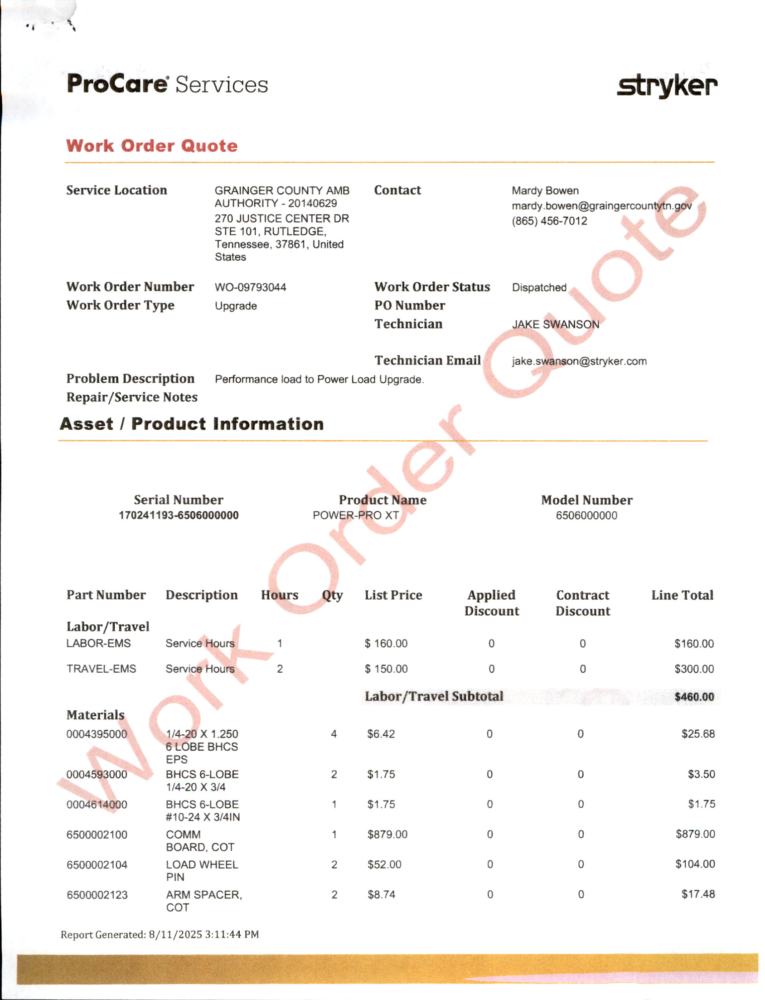 ProCare® Services
stryker
Work Order Quote
Service Location GRAINGER COUNTY AMB Contact Mardy Bowen
AUTHORITY - 20140629 mardy.bowen@graingercountytn.gov
270 JUSTICE CENTER DR (865) 456-7012
STE 101, RUTLEDGE,
Tennessee, 37861, United
States
Work Order Number WO-09793044 Work Order Status Dispatched
Work Order Type Upgrade PO Number
Technician JAKE SWANSON
Technician Email jake.swanson@stryker.com
Problem Description Performance load to Power Load Upgrade.
Repair/Service Notes
Asset / Product Information
Serial Number Product Name Model Number
170241193-6506000000 POWER-PRO XT 6506000000
Part Number Description Hours Qty List Price Applied Contract Line Total
Discount Discount
Labor/Travel
LABOR-EMS Service Hours 1 $ 160.00 0 0 $160.00
TRAVEL-EMS Service Hours 2 $ 150.00 0 0 $300.00
Labor/Travel Subtotal $460.00
Materials
0004395000 1/4-20 X 1.250 4 $6.42 0 0 $25.68
6 LOBE BHCS
EPS
0004593000 BHCS 6-LOBE 2 $1.75 0 0 $3.50
1/4-20 X 3/4
0004614000 BHCS 6-LOBE 1 $1.75 0 0 $1.75
#10-24 X 3/4IN
6500002100 COMM 1 $879.00 0 0 $879.00
BOARD, COT
6500002104 LOAD WHEEL 2 $52.00 0 0 $104.00
PIN
6500002123 ARM SPACER, 2 $8.74 0 0 $17.48
COT
Report Generated: 8/11/2025 3:11:44 PM
Work Order Quote